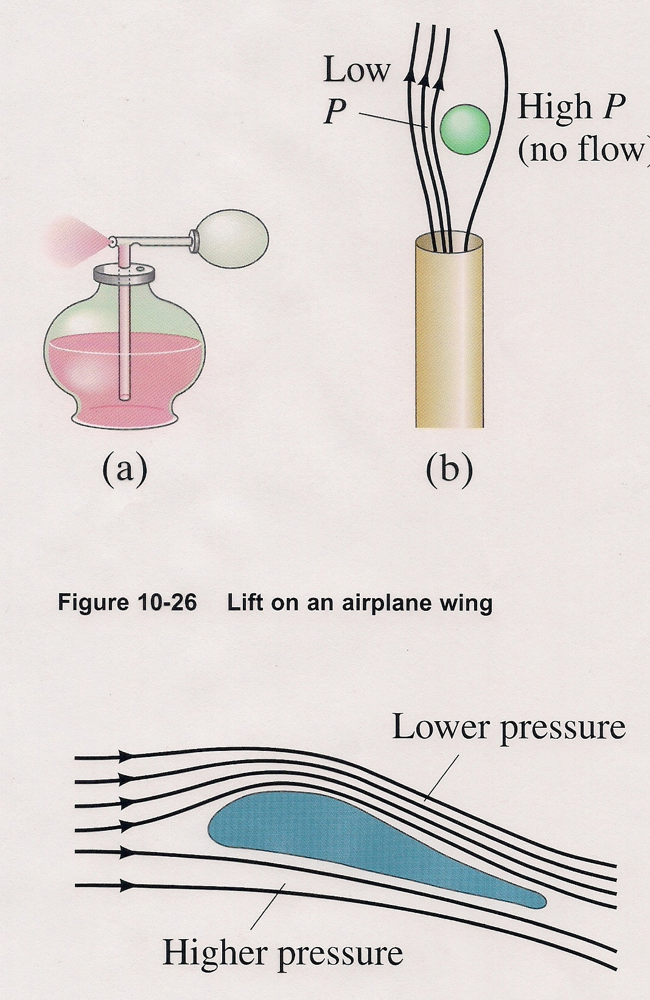 Low
P
High P
(no flow)
(a)
(b)
Figure 10-26 Lift on an airplane wing
Lower pressure
Higher pressure